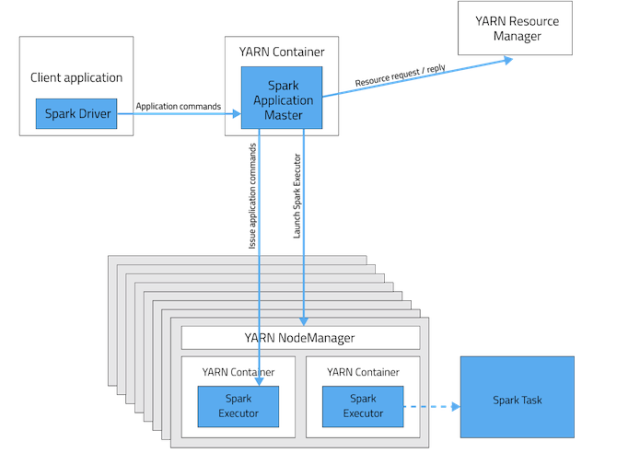 YARN Resource
Manager
YARN Container
Client application
Spark
Application
Master
Spark Driver
Application commands
Resource request / reply
Issue application commands
Launch Spark Executor
YARN NodeManager
YARN Container
YARN Container
Spark
Executor
Spark
Executor
Spark Task